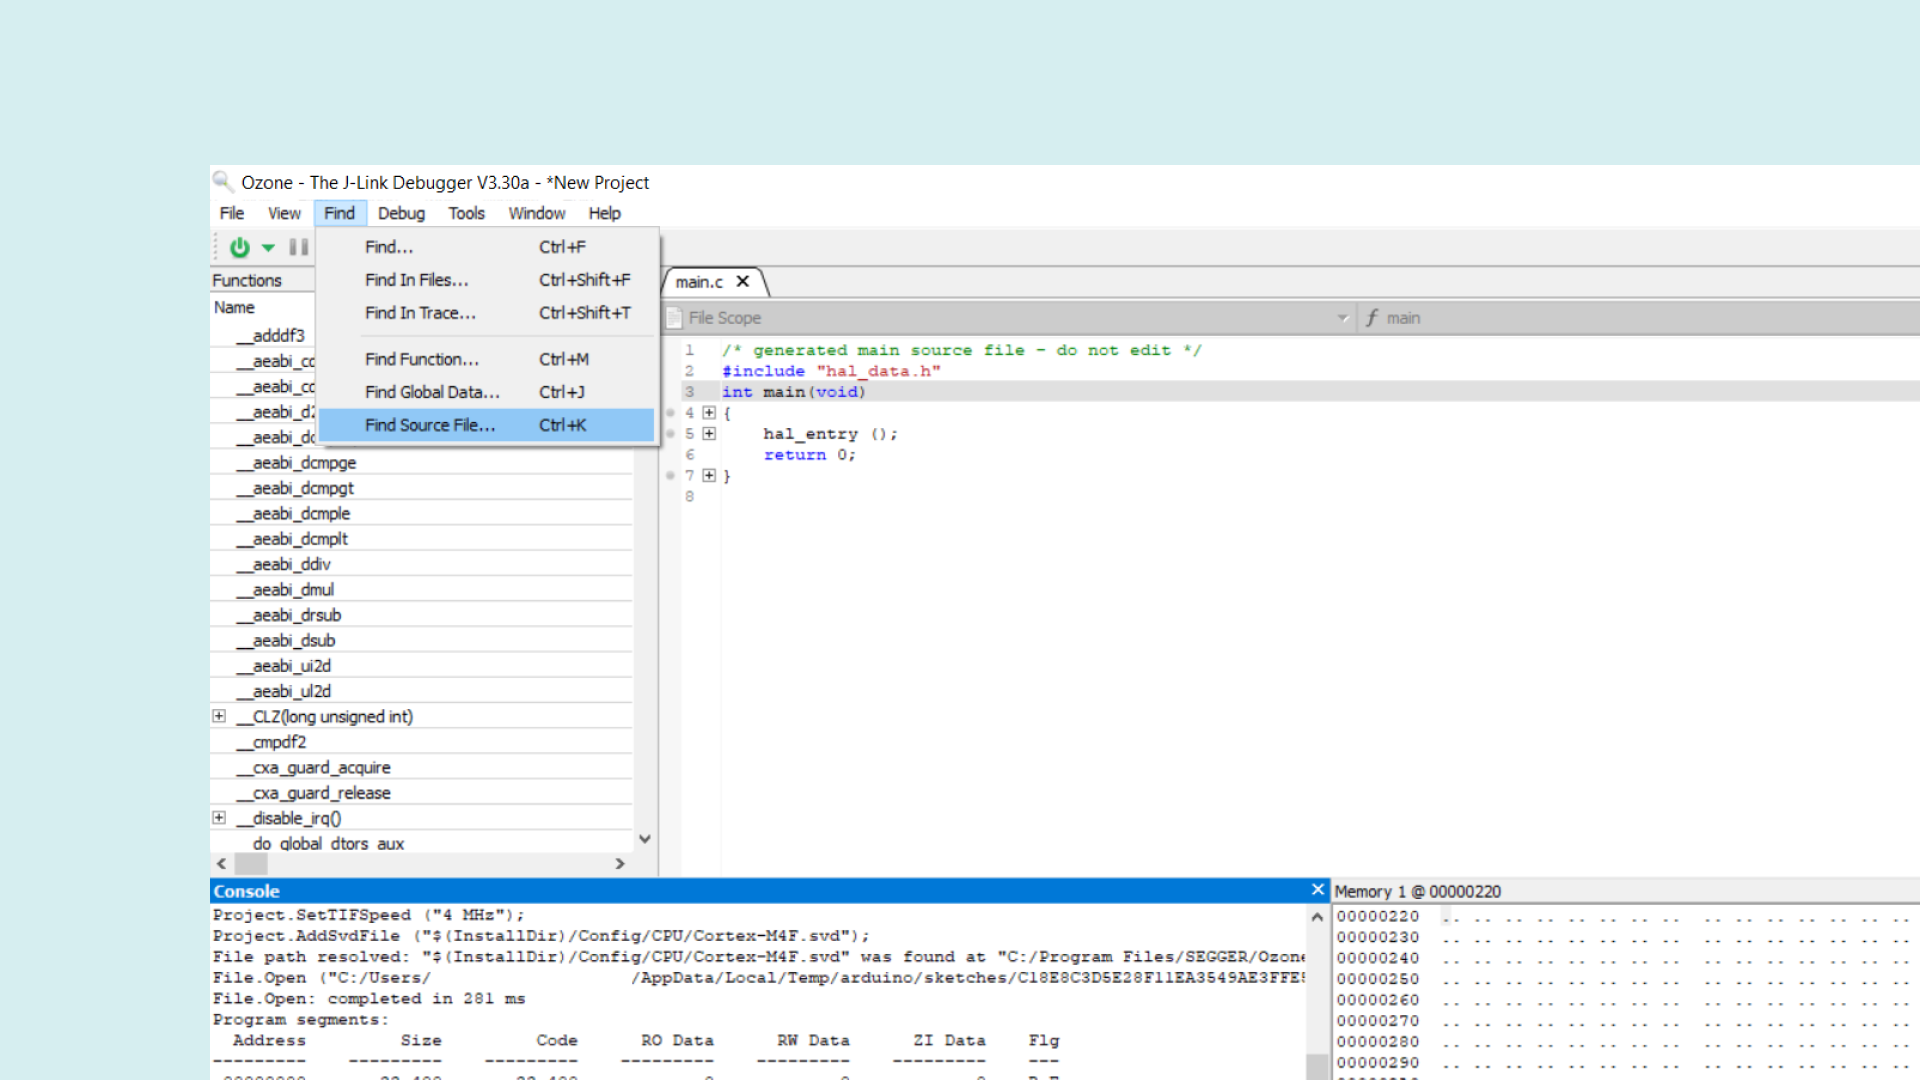 Ozone - The J-Link Debugger V3.30a - *New Project
File View Find Debug Tools Window Help
Find... Ctrl+F
Find In Files... Ctrl+Shift+F
Find In Trace... Ctrl+Shift+T
Find Function... Ctrl+M
Find Global Data... Ctrl+J
Find Source File... Ctrl+K
Functions
Name
__adddf3
__aeabi_cc
__aeabi_cc
__aeabi_d2
__aeabi_dc
__aeabi_dcmpge
__aeabi_dcmpgt
__aeabi_dcmple
__aeabi_dcmplt
__aeabi_ddiv
__aeabi_dmul
__aeabi_drsub
__aeabi_dsub
__aeabi_ui2d
__aeabi_ul2d
__CLZ(long unsigned int)
__cmpdf2
__cxa_guard_acquire
__cxa_guard_release
__disable_irq()
do_global_dtors_aux
main.c
File Scope
f main
1 /* generated main source file - do not edit */
2 #include "hal_data.h"
3 int main(void)
4 {
5 hal_entry ();
6 return 0;
7 }
8
Console
Project.SetTIFSpeed ("4 MHz");
Project.AddSvdFile ("$(InstallDir)/Config/CPU/Cortex-M4F.svd");
File path resolved: "$(InstallDir)/Config/CPU/Cortex-M4F.svd" was found at "C:/Program Files/SEGGER/Ozone
File.Open ("C:/Users/ /AppData/Local/Temp/arduino/sketches/C18E8C3D5E28F11EA3549AE3FFE
File.Open: completed in 281 ms
Program segments:
Address Size Code RO Data RW Data ZI Data Flg
--------- --------- --------- --------- --------- --------- ---
Memory 1 @ 00000220
00000220 .. .. .. .. .. .. .. .. .. .. .. .. .. .. ..
00000230 .. .. .. .. .. .. .. .. .. .. .. .. .. .. ..
00000240 .. .. .. .. .. .. .. .. .. .. .. .. .. .. ..
00000250 .. .. .. .. .. .. .. .. .. .. .. .. .. .. ..
00000260 .. .. .. .. .. .. .. .. .. .. .. .. .. .. ..
00000270 .. .. .. .. .. .. .. .. .. .. .. .. .. .. ..
00000280 .. .. .. .. .. .. .. .. .. .. .. .. .. .. ..
00000290 .. .. .. .. .. .. .. .. .. .. .. .. .. .. ..